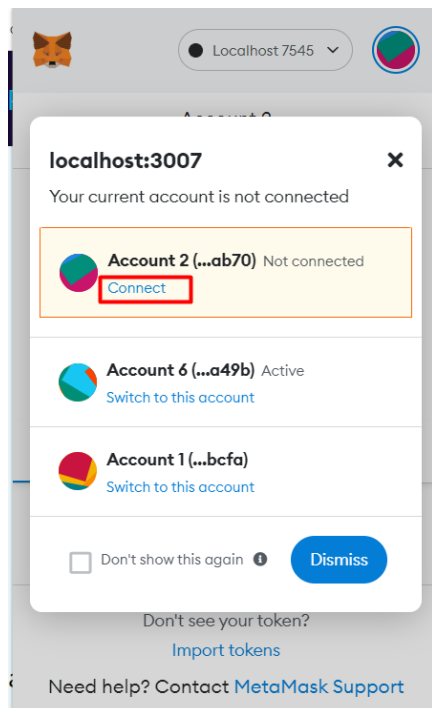 Localhost 7545
localhost:3007
Your current account is not connected
Account 2 (...ab70) Not connected
Connect
Account 6 (...a49b) Active
Switch to this account
Account 1 (...bcfa)
Switch to this account
Don't show this again
Dismiss
Don't see your token?
Import tokens
Need help? Contact MetaMask Support